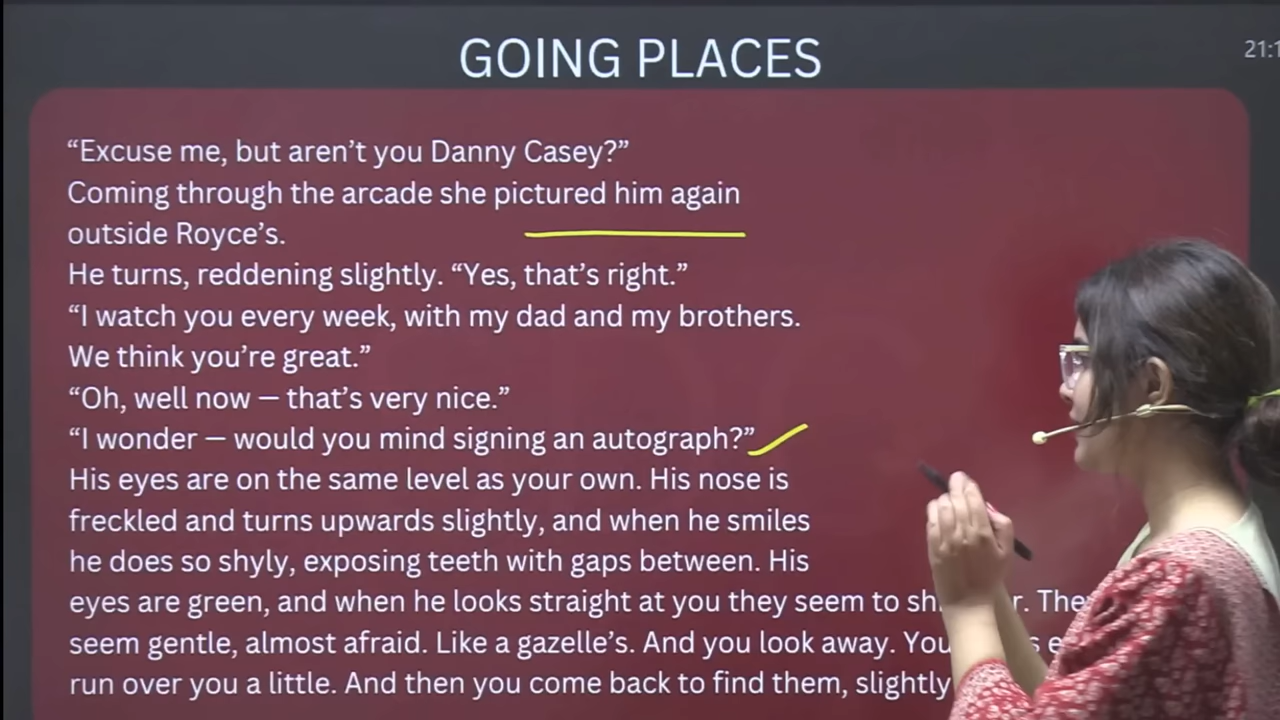 GOING PLACES
21:1
“Excuse me, but aren’t you Danny Casey?”
Coming through the arcade she pictured him again
outside Royce’s.
He turns, reddening slightly. “Yes, that’s right.”
“I watch you every week, with my dad and my brothers.
We think you’re great.”
“Oh, well now — that’s very nice.”
“I wonder — would you mind signing an autograph?”
His eyes are on the same level as your own. His nose is
freckled and turns upwards slightly, and when he smiles
he does so shyly, exposing teeth with gaps between. His
eyes are green, and when he looks straight at you they seem to
seem gentle, almost afraid. Like a gazelle’s. And you look away. You
run over you a little. And then you come back to find them, slightly